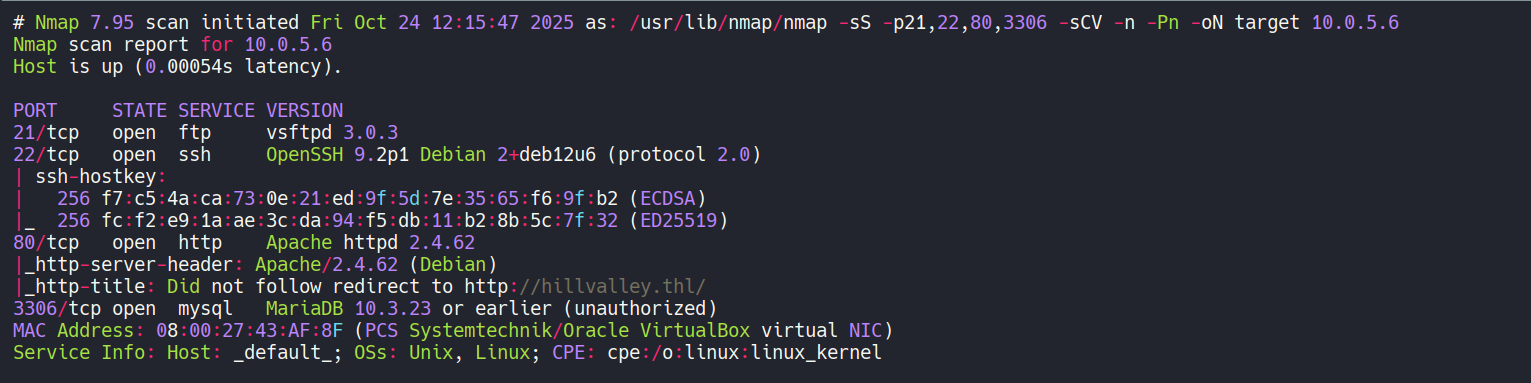 # Nmap 7.95 scan initiated Fri Oct 24 12:15:47 2025 as: /usr/lib/nmap/nmap -sS -p21,22,80,3306 -sCV -n -Pn -oN target 10.0.5.6
Nmap scan report for 10.0.5.6
Host is up (0.00054s latency).

PORT     STATE SERVICE VERSION
21/tcp   open  ftp     vsftpd 3.0.3
22/tcp   open  ssh     OpenSSH 9.2p1 Debian 2+deb12u6 (protocol 2.0)
| ssh-hostkey:
|   256 f7:c5:4a:ca:73:0e:21:ed:9f:5d:7e:35:65:f6:9f:b2 (ECDSA)
|_  256 fc:f2:e9:1a:ae:3c:da:94:f5:db:11:b2:8b:5c:7f:32 (ED25519)
80/tcp   open  http    Apache httpd 2.4.62
|_http-server-header: Apache/2.4.62 (Debian)
|_http-title: Did not follow redirect to http://hillvalley.thl/
3306/tcp open  mysql   MariaDB 10.3.23 or earlier (unauthorized)
MAC Address: 08:00:27:43:AF:8F (PCS Systemtechnik/Oracle VirtualBox virtual NIC)
Service Info: Host: _default_; OSs: Unix, Linux; CPE: cpe:/o:linux:linux_kernel